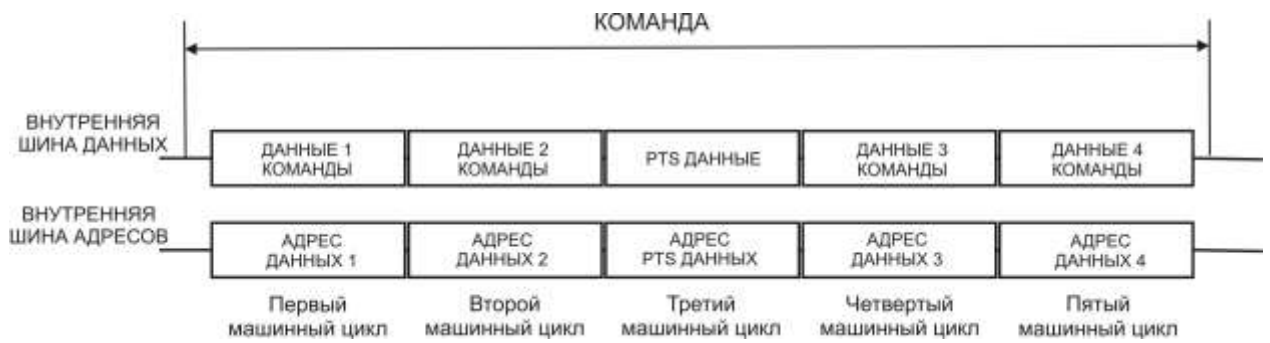 КОМАНДА
ВНУТРЕННЯЯ
ШИНА ДАННЫХ
ДАННЫЕ 1
КОМАНДЫ
ДАННЫЕ 2
КОМАНДЫ
PTS ДАННЫЕ
ДАННЫЕ 3
КОМАНДЫ
ДАННЫЕ 4
КОМАНДЫ
ВНУТРЕННЯЯ
ШИНА АДРЕСОВ
АДРЕС
ДАННЫХ 1
АДРЕС
ДАННЫХ 2
АДРЕС
PTS ДАННЫХ
АДРЕС
ДАННЫХ 3
АДРЕС
ДАННЫХ 4
Первый
машинный цикл
Второй
машинный цикл
Третий
машинный цикл
Четвертый
машинный цикл
Пятый
машинный цикл